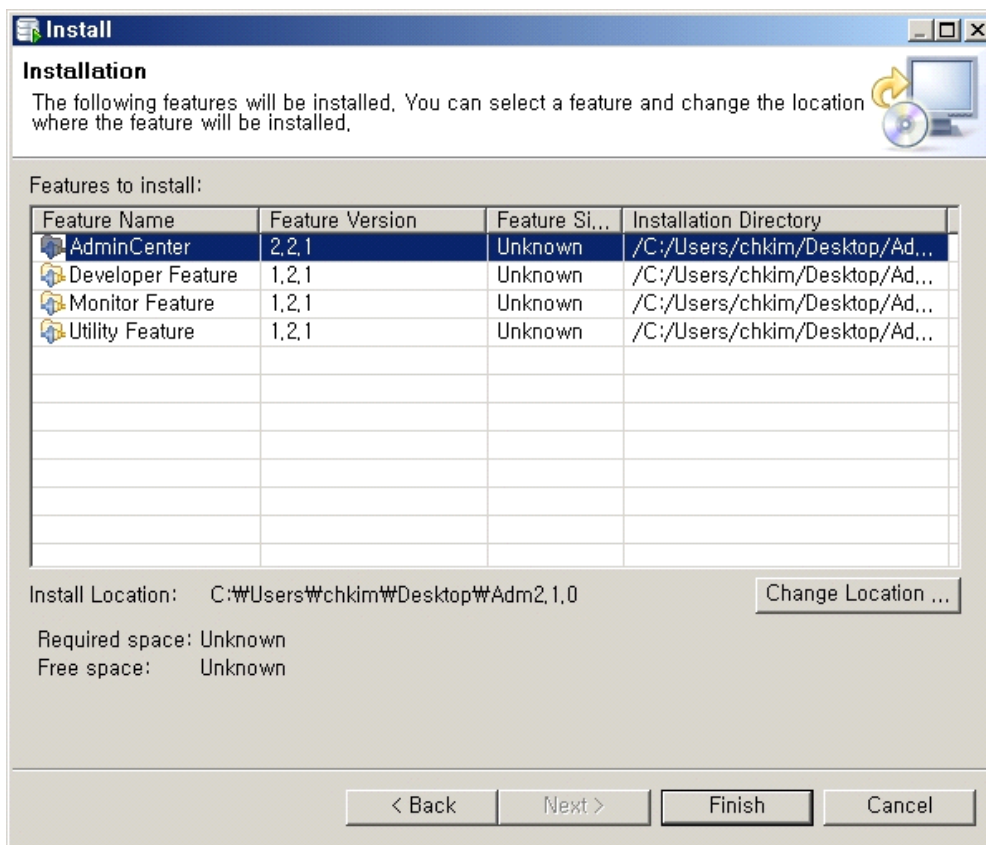 Install
Installation
The following features will be installed. You can select a feature and change the location
where the feature will be installed.
Features to install:
Feature Name Feature Version Feature Si... Installation Directory
AdminCenter 2.2.1 Unknown /C:/Users/chkim/Desktop/Ad...
Developer Feature 1.2.1 Unknown /C:/Users/chkim/Desktop/Ad...
Monitor Feature 1.2.1 Unknown /C:/Users/chkim/Desktop/Ad...
Utility Feature 1.2.1 Unknown /C:/Users/chkim/Desktop/Ad...
Install Location: C:₩Users₩chkim₩Desktop₩Adm2.1.0 Change Location ...
Required space: Unknown
Free space: Unknown
< Back Next > Finish Cancel